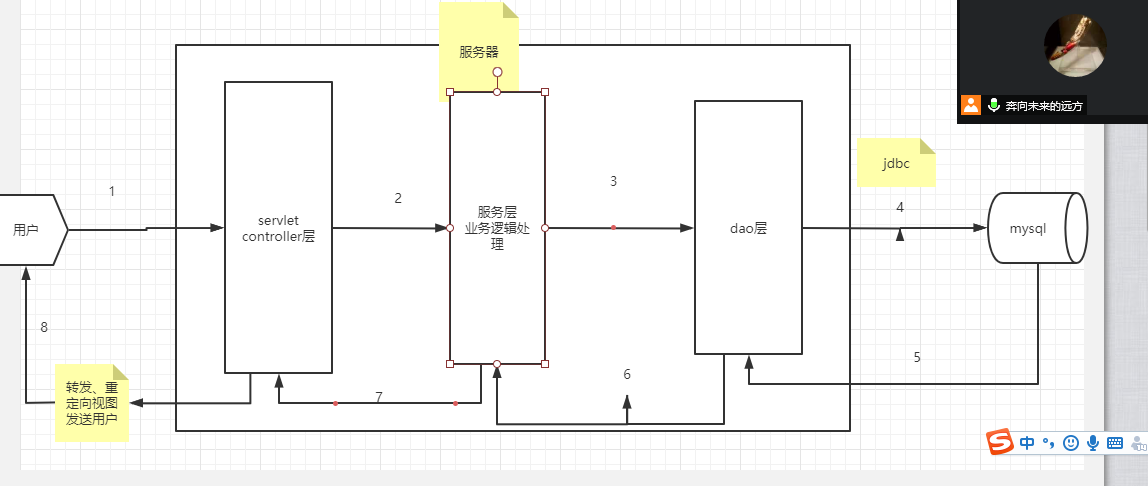 服务器
奔向未来的远方
jdbc
1
2
3
4
用户
servlet
controller层
服务层
业务逻辑处
理
dao层
mysql
8
5
6
7
转发、重
定向视图
发送用户
S
中